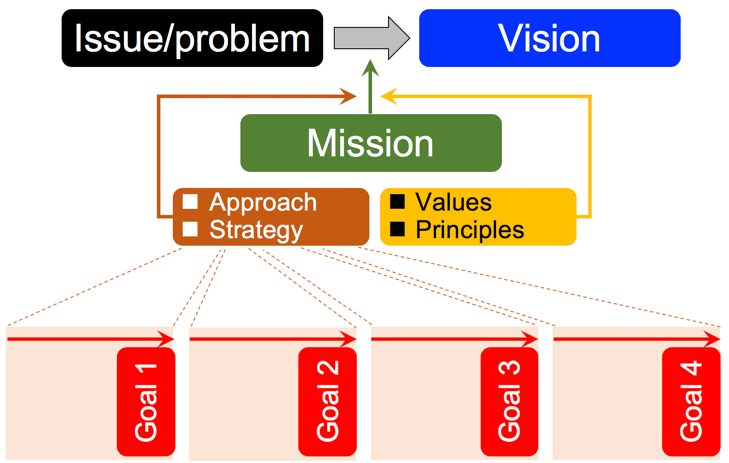 Issue/problem
Vision
Mission
Approach
Strategy
Values
Principles
Goal 1
Goal 2
Goal 3
Goal 4